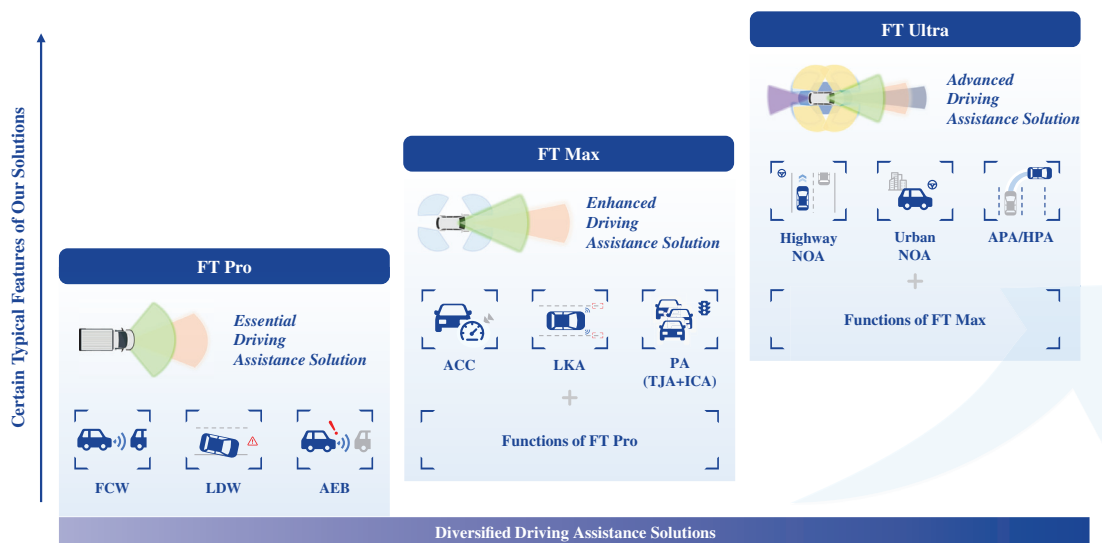 Certain Typical Features of Our Solutions
FT Pro
Essential
Driving
Assistance Solution
FCW
LDW
AEB
FT Max
Enhanced
Driving
Assistance Solution
ACC
LKA
PA
(TJA+ICA)
+
Functions of FT Pro
FT Ultra
Advanced
Driving
Assistance Solution
Highway
NOA
Urban
NOA
APA/HPA
+
Functions of FT Max
Diversified Driving Assistance Solutions